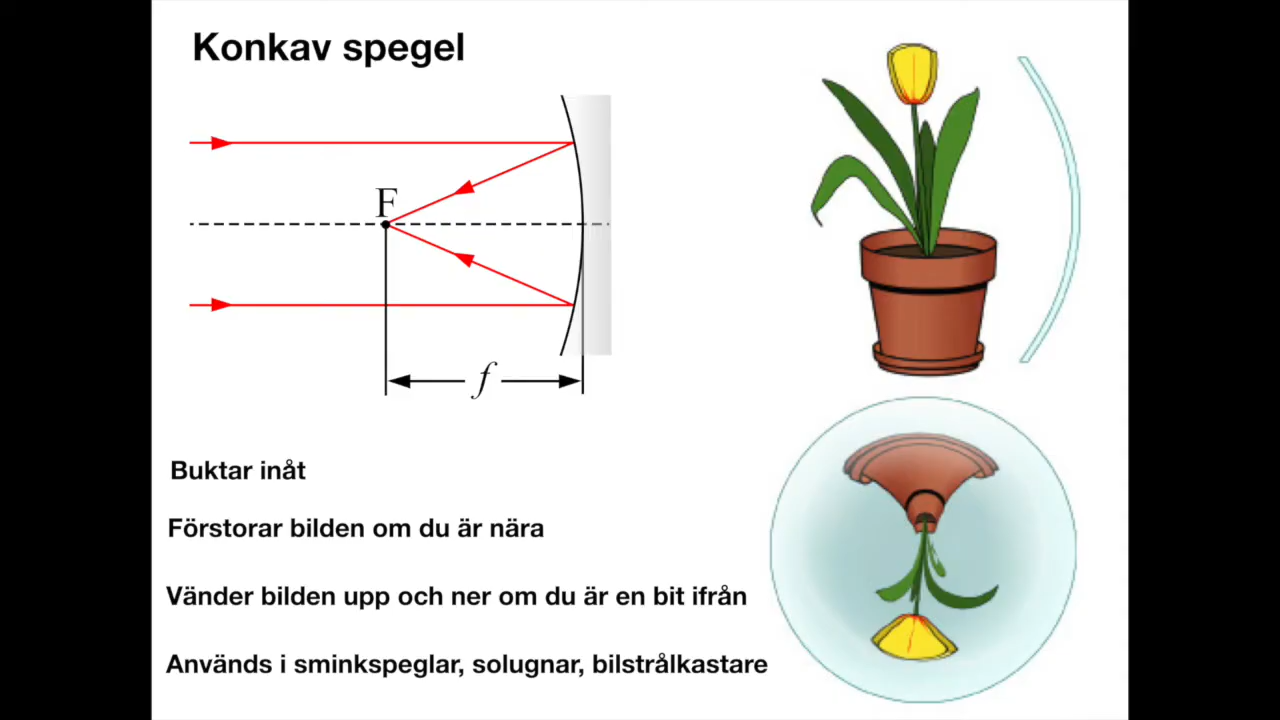 Konkav spegel
F
f
Buktar inåt
Förstorar bilden om du är nära
Vänder bilden upp och ner om du är en bit ifrån
Används i sminkspeglar, solugnar, bilstrålkastare